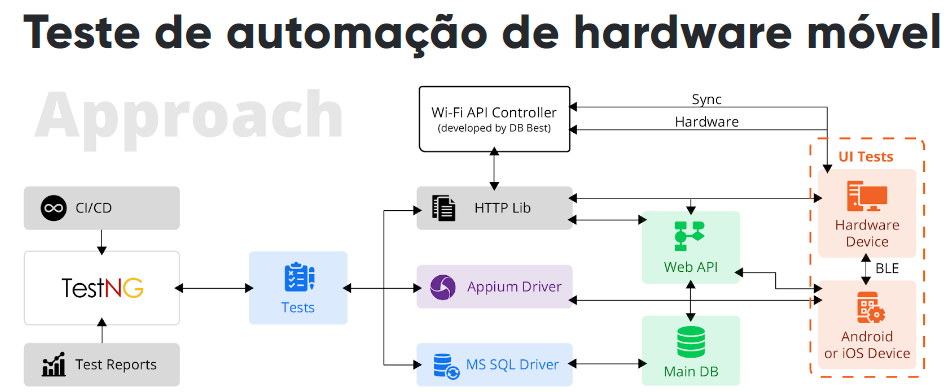 Teste de automação de hardware móvel
Approach
Wi-Fi API Controller
(developed by DB Best)
Sync
Hardware
UI Tests
CI/CD
HTTP Lib
Hardware
Device
TestNG
Tests
Appium Driver
Web API
BLE
Android
or iOS Device
Test Reports
MS SQL Driver
Main DB